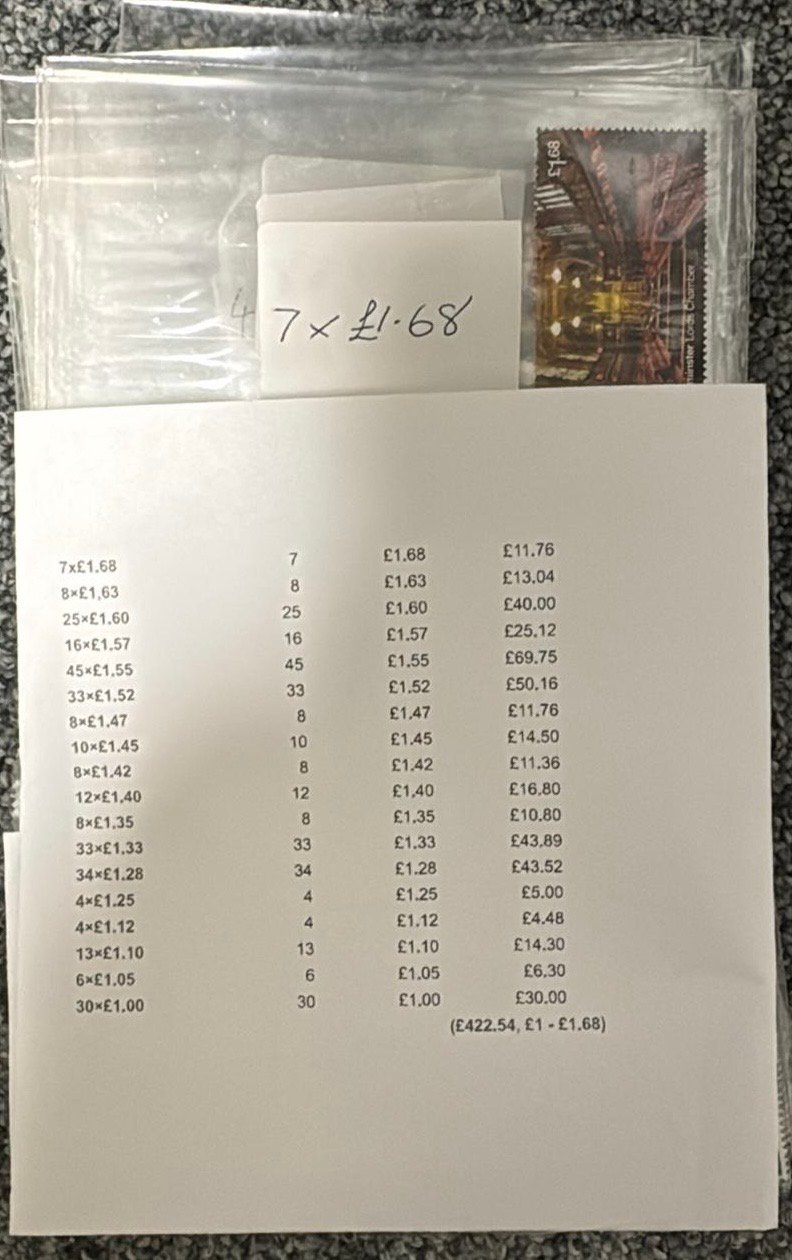 £1.68
minster Lords Chamber
4
7 x £1.68
7x£1.68 7 £1.68 £11.76
8×£1,63 8 £1.63 £13.04
25×£1.60 25 £1.60 £40.00
16×£1.57 16 £1.57 £25.12
45×£1.55 45 £1.55 £69.75
33×£1.52 33 £1.52 £50.16
8×£1.47 8 £1.47 £11.76
10×£1.45 10 £1.45 £14.50
8×£1.42 8 £1.42 £11.36
12×£1.40 12 £1.40 £16.80
8×£1.35 8 £1.35 £10.80
33×£1.33 33 £1.33 £43.89
34×£1.28 34 £1.28 £43.52
4×£1.25 4 £1.25 £5.00
4×£1.12 4 £1.12 £4.48
13×£1.10 13 £1.10 £14.30
6×£1.05 6 £1.05 £6.30
30×£1.00 30 £1.00 £30.00
(£422.54, £1 - £1.68)